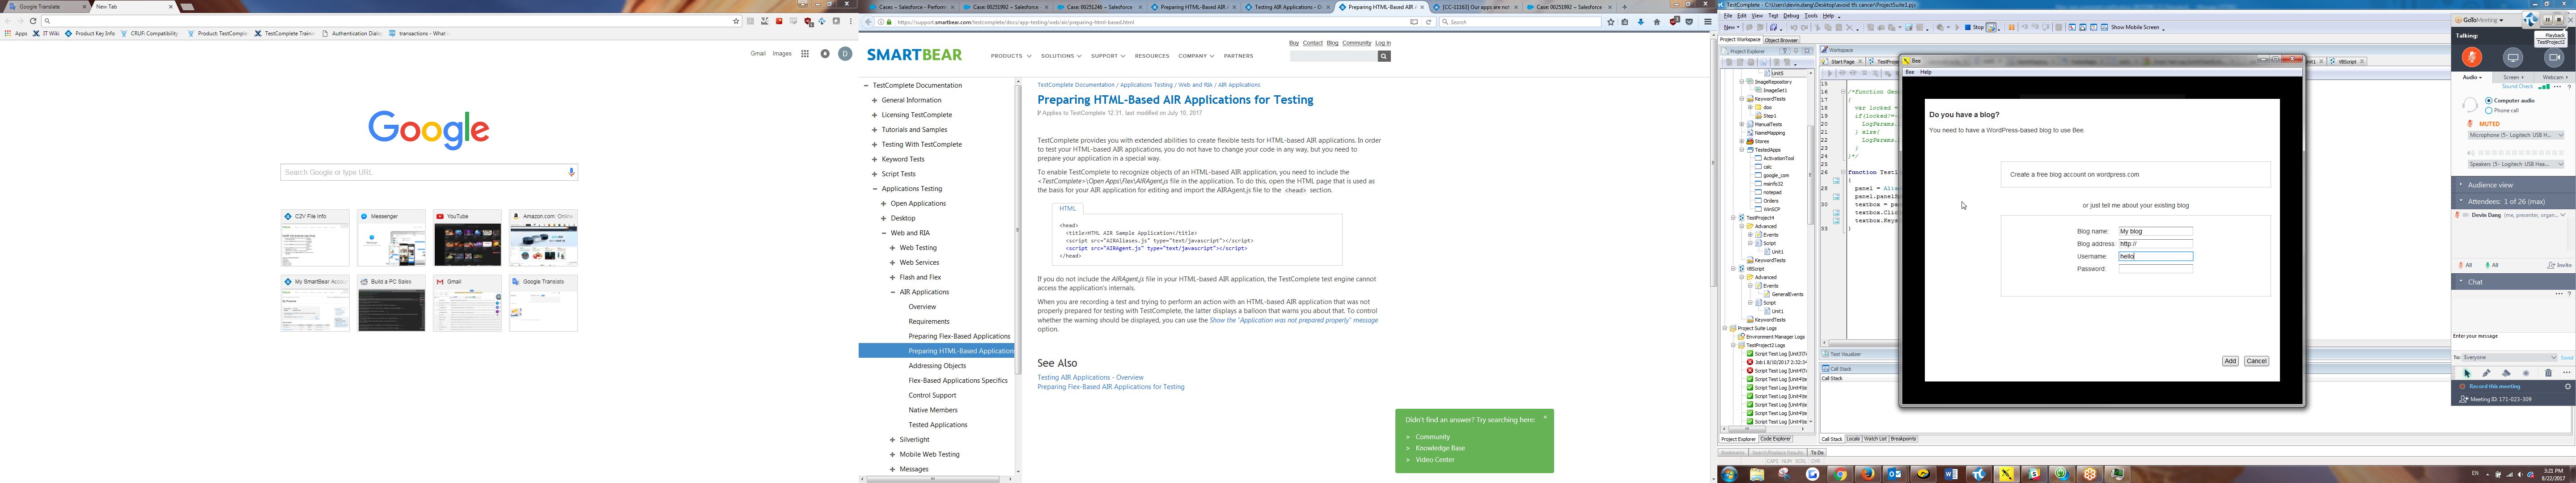 Google Translate
New Tab
Apps
IT Wiki
Product Key Info
CRUF: Compatibility
Product: TestComple
TestComplete Trainin
Authentication Dialo
transactions - What i
Gmail Images
D
Google
Search Google or type URL
C2V File Info
Messenger
YouTube
Amazon.com: Online
My SmartBear Accou
Build a PC Sales
Gmail
Google Translate
Cases ~ Salesforce - Perform
Case: 00251992 ~ Salesforce
Case: 00251246 ~ Salesforce
Preparing HTML-Based AIR
Testing AIR Applications - O
Preparing HTML-Based AIR
[CC-11163] Our apps are not
Case: 00251992 ~ Salesforce
https://support.smartbear.com/testcomplete/docs/app-testing/web/air/preparing-html-based.html
Search
SMARTBEAR
PRODUCTS
SOLUTIONS
SUPPORT
RESOURCES
COMPANY
PARTNERS
Buy Contact Blog Community Log in
TestComplete Documentation
General Information
Licensing TestComplete
Tutorials and Samples
Testing With TestComplete
Keyword Tests
Script Tests
Applications Testing
Open Applications
Desktop
Web and RIA
Web Testing
Web Services
Flash and Flex
AIR Applications
Overview
Requirements
Preparing Flex-Based Applications
Preparing HTML-Based Application
Addressing Objects
Flex-Based Applications Specifics
Control Support
Native Members
Tested Applications
Silverlight
Mobile Web Testing
Messages
TestComplete Documentation / Applications Testing / Web and RIA / AIR Applications
Preparing HTML-Based AIR Applications for Testing
Applies to TestComplete 12.31, last modified on July 10, 2017
TestComplete provides you with extended abilities to create flexible tests for HTML-based AIR applications. In order
to test your HTML-based AIR applications, you do not have to change your code in any way, but you need to
prepare your application in a special way.
To enable TestComplete to recognize objects of an HTML-based AIR application, you need to include the
<TestComplete>\Open Apps\Flex\AIRAgent.js file in the application. To do this, open the HTML page that is used as
the basis for your AIR application for editing and import the AIRAgent.js file to the <head> section.
HTML
<head>
<title>HTML AIR Sample Application</title>
<script src="AIRAliases.js" type="text/javascript"></script>
<script src="AIRAgent.js" type="text/javascript"></script>
</head>
If you do not include the AIRAgent.js file in your HTML-based AIR application, the TestComplete test engine cannot
access the application's internals.
When you are recording a test and trying to perform an action with an HTML-based AIR application that was not
properly prepared for testing with TestComplete, the latter displays a balloon that warns you about that. To control
whether the warning should be displayed, you can use the Show the "Application was not prepared properly" message
option.
See Also
Testing AIR Applications - Overview
Preparing Flex-Based AIR Applications for Testing
Didn't find an answer? Try searching here:
> Community
> Knowledge Base
> Video Center
TestComplete - C:\Users\devin.dang\Desktop\avoid tfs cancer\ProjectSuite1.pjs
File Edit View Test Debug Tools Help
New
Stop
Show Mobile Screen
Project Workspace
Object Browser
Project Explorer
Unit5
ImageRepository
ImageSet1
KeywordTests
doo
Step1
ManualTests
NameMapping
Stores
TestedApps
ActivationTool
calc
google_com
msinfo32
notepad
Orders
WinSCP
TestProject4
Advanced
Events
Script
Unit1
KeywordTests
VBScript
Advanced
Events
GeneralEvents
Script
Unit1
KeywordTests
Project Suite Logs
Environment Manager Logs
TestProject2 Logs
Script Test Log [Unit3\Te
Job1 8/10/2017 2:32:34
Script Test Log [Unit4\Te
Project Explorer
Code Explorer
Workspace
Start Page
VBScript
/*function Gen
{
var locked =
if(locked!=
LogParams.
} else{
LogParams.
}
}*/
function Test1
{
panel = Alias
panel.panelSp
textbox = pa
textbox.Clic
textbox.Keys
}
Test Visualizer
Call Stack
Call Stack
Call Stack
Locals
Watch List
Breakpoints
Bookmarks
Search/Replace Results
To Do
Bee
Bee Help
Do you have a blog?
You need to have a WordPress-based blog to use Bee.
Create a free blog account on wordpress.com
or just tell me about your existing blog
Blog name: My blog
Blog address: http://
Username: hello
Password:
Add
Cancel
GoToMeeting
Playback
TestProject2
Talking:
Audio
Screen
Webcam
Sound Check
Computer audio
Phone call
MUTED
Microphone (5- Logitech USB H...
Speakers (5- Logitech USB Hea...
Audience view
Attendees: 1 of 26 (max)
Devin Dang (me, presenter, organ...
All
All
Invite
Chat
Enter your message
To: Everyone
Send
Record this meeting
Meeting ID: 171-023-309
EN
3:21 PM
8/22/2017